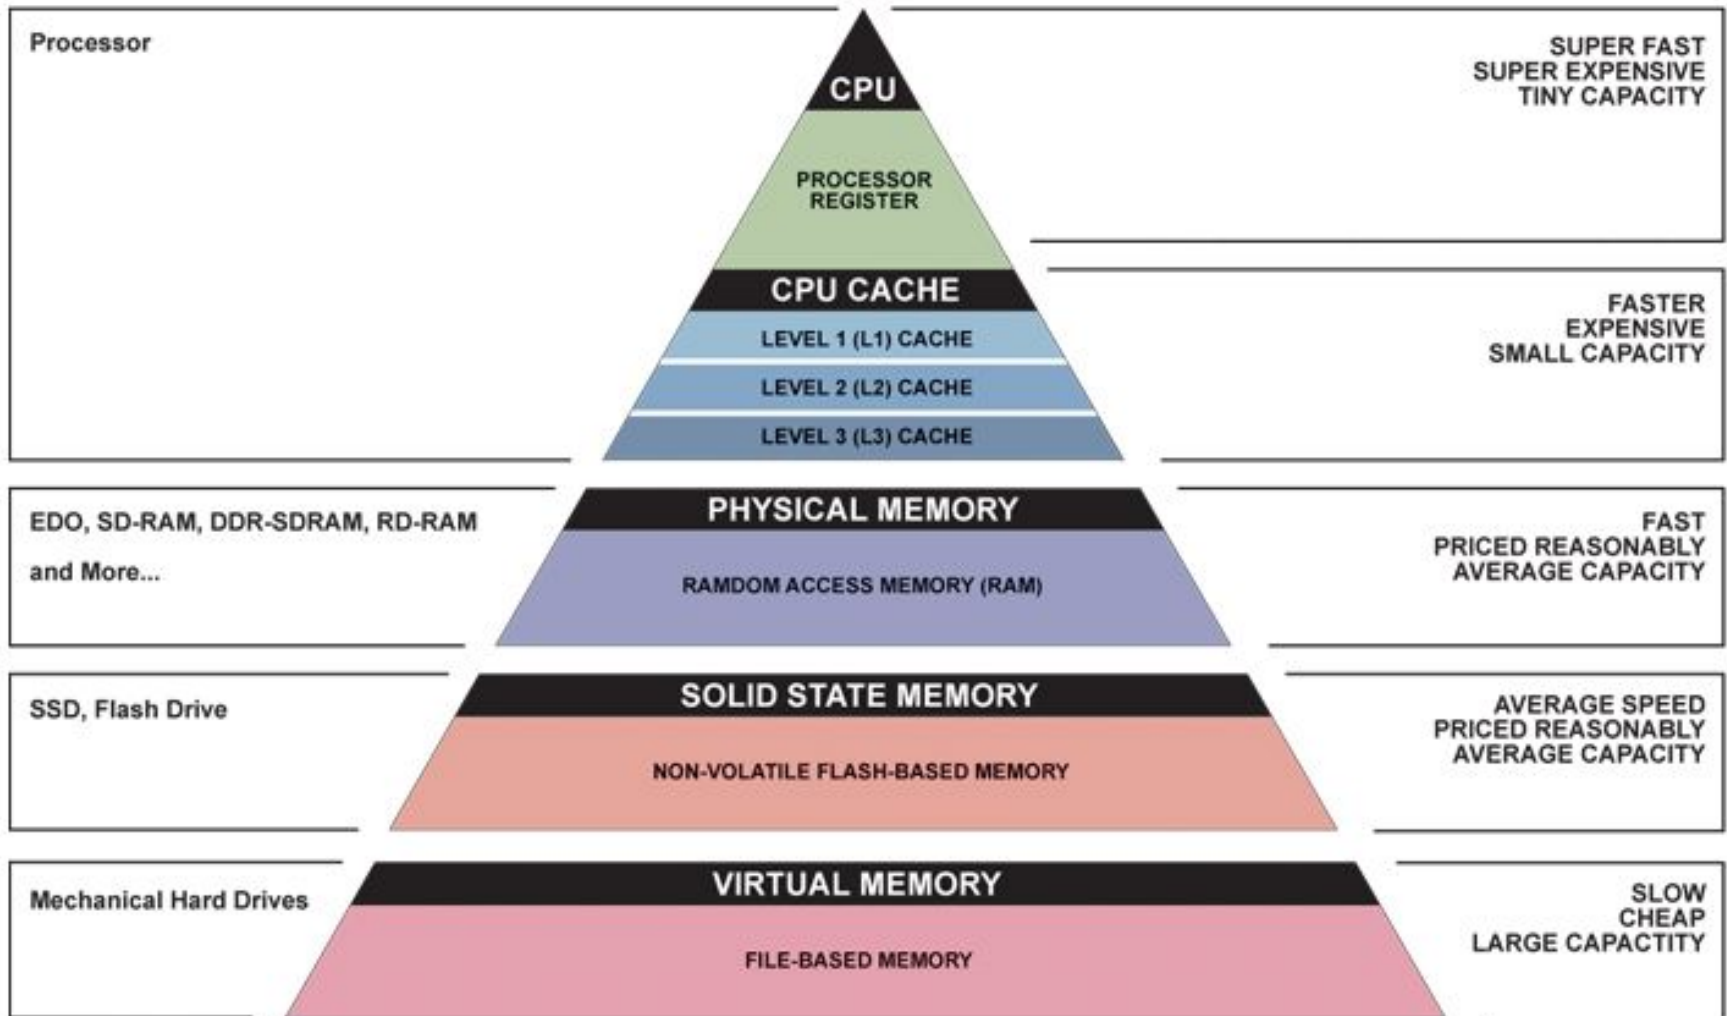 Processor
CPU
SUPER FAST
SUPER EXPENSIVE
TINY CAPACITY
PROCESSOR
REGISTER
CPU CACHE
LEVEL 1 (L1) CACHE
LEVEL 2 (L2) CACHE
LEVEL 3 (L3) CACHE
FASTER
EXPENSIVE
SMALL CAPACITY
EDO, SD-RAM, DDR-SDRAM, RD-RAM
and More...
PHYSICAL MEMORY
RAMDOM ACCESS MEMORY (RAM)
FAST
PRICED REASONABLY
AVERAGE CAPACITY
SSD, Flash Drive
SOLID STATE MEMORY
NON-VOLATILE FLASH-BASED MEMORY
AVERAGE SPEED
PRICED REASONABLY
AVERAGE CAPACITY
Mechanical Hard Drives
VIRTUAL MEMORY
FILE-BASED MEMORY
SLOW
CHEAP
LARGE CAPACTITY